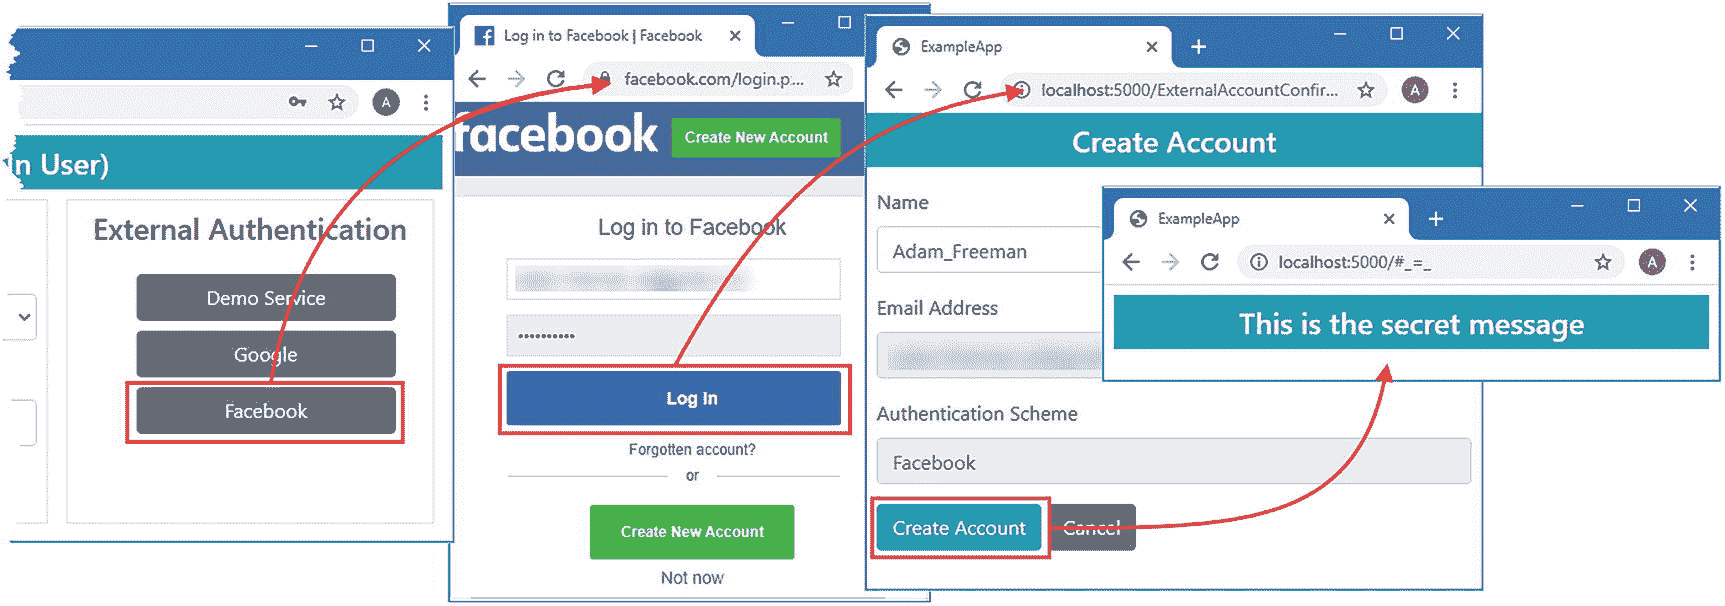 A
n User)
External Authentication
Demo Service
Google
Facebook
Log in to Facebook | Facebook
facebook.com/login.p...
facebook
Create New Account
Log in to Facebook
Log In
Forgotten account?
or
Create New Account
Not now
ExampleApp
localhost:5000/ExternalAccountConfir...
A
Create Account
Name
Adam_Freeman
Email Address
Authentication Scheme
Facebook
Create Account
Cancel
ExampleApp
localhost:5000/#_=_
A
This is the secret message